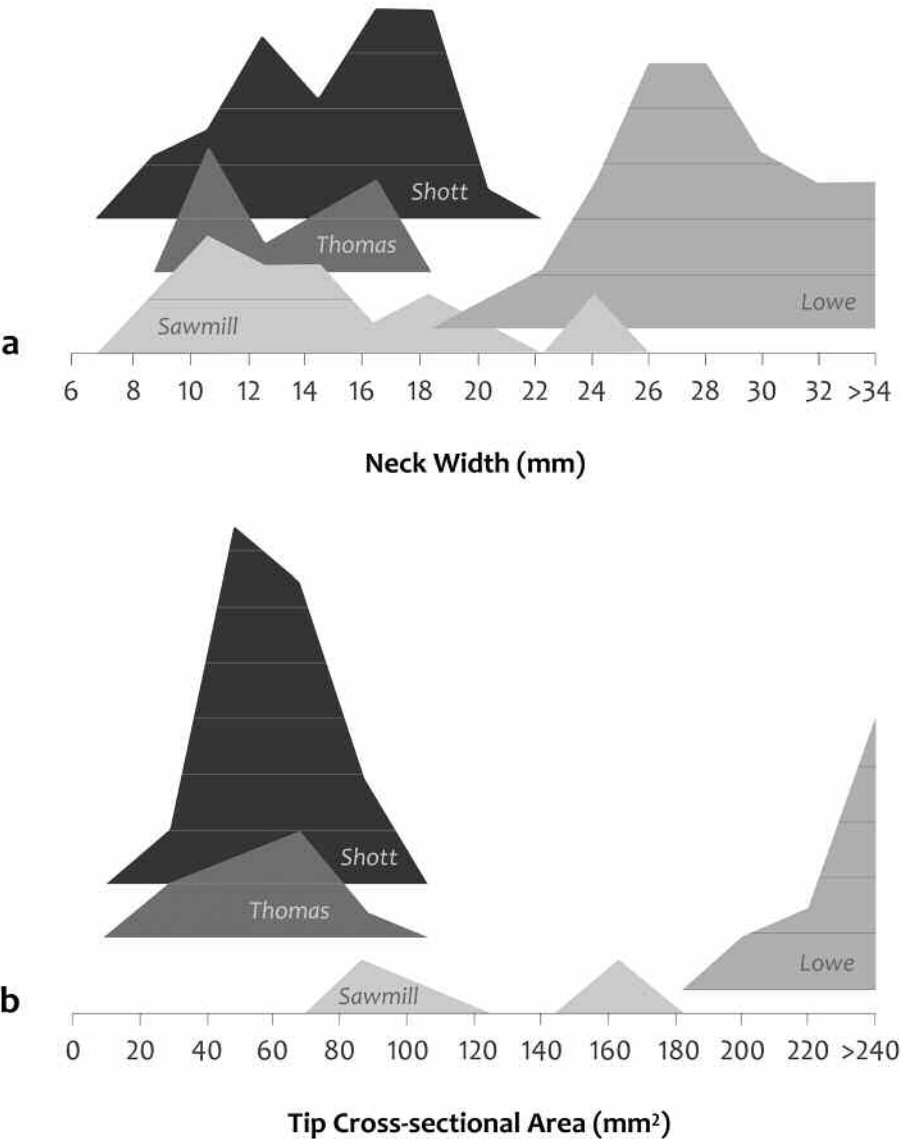 Shott
Thomas
Sawmill
Lowe
a
6 8 10 12 14 16 18 20 22 24 26 28 30 32 >34
Neck Width (mm)
Shott
Thomas
Sawmill
Lowe
b
0 20 40 60 80 100 120 140 160 180 200 220 >240
Tip Cross-sectional Area (mm²)